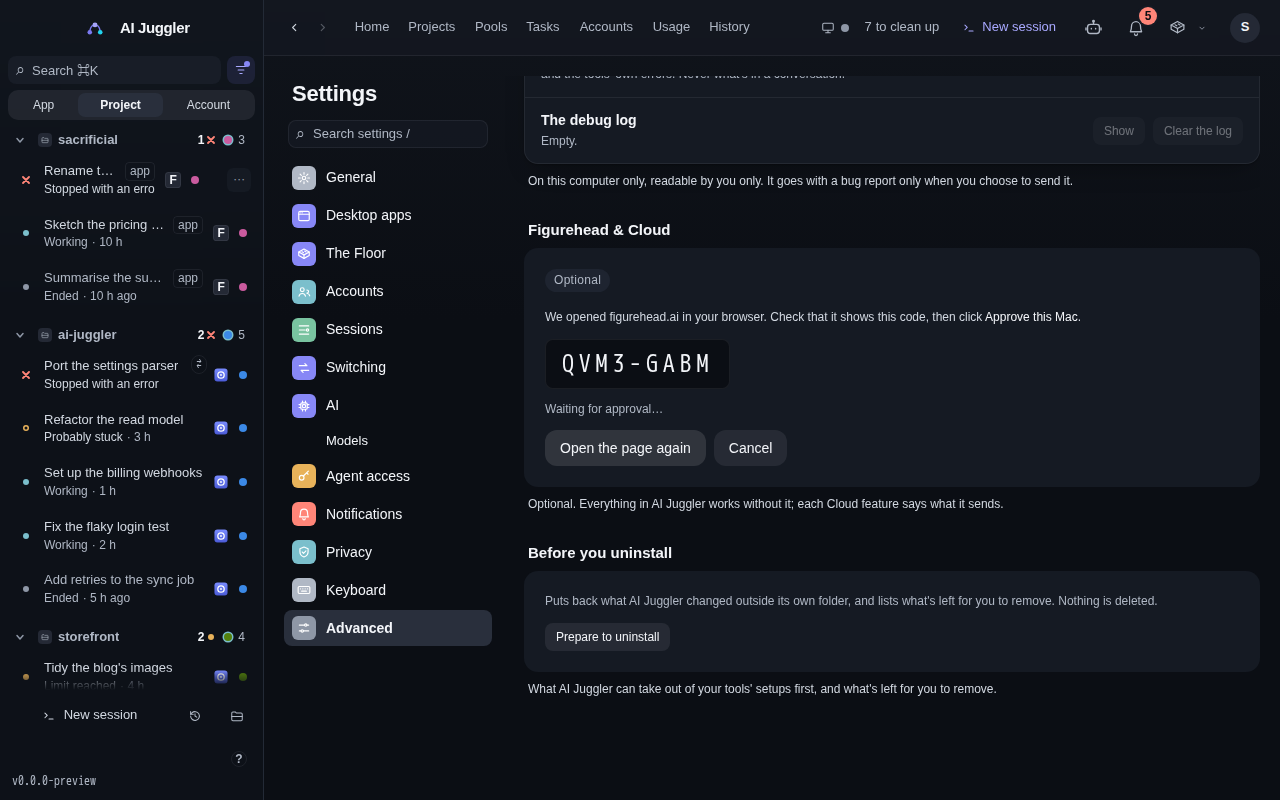 AI Juggler
Search ⌘K
App
Project
Account
sacrificial
1
3
Rename t…
app
F
Stopped with an erro
Sketch the pricing …
app
F
Working · 10 h
Summarise the su…
app
F
Ended · 10 h ago
ai-juggler
2
5
Port the settings parser
Stopped with an error
Refactor the read model
Probably stuck · 3 h
Set up the billing webhooks
Working · 1 h
Fix the flaky login test
Working · 2 h
Add retries to the sync job
Ended · 5 h ago
storefront
2
4
Tidy the blog's images
Limit reached · 4 h
New session
?
v0.0.0-preview
Home
Projects
Pools
Tasks
Accounts
Usage
History
7 to clean up
New session
5
S
Settings
Search settings /
General
Desktop apps
The Floor
Accounts
Sessions
Switching
AI
Models
Agent access
Notifications
Privacy
Keyboard
Advanced
and the tools' own errors. Never what's in a conversation.
The debug log
Empty.
Show
Clear the log
On this computer only, readable by you only. It goes with a bug report only when you choose to send it.
Figurehead & Cloud
Optional
We opened figurehead.ai in your browser. Check that it shows this code, then click Approve this Mac.
QVM3-GABM
Waiting for approval…
Open the page again
Cancel
Optional. Everything in AI Juggler works without it; each Cloud feature says what it sends.
Before you uninstall
Puts back what AI Juggler changed outside its own folder, and lists what's left for you to remove. Nothing is deleted.
Prepare to uninstall
What AI Juggler can take out of your tools' setups first, and what's left for you to remove.